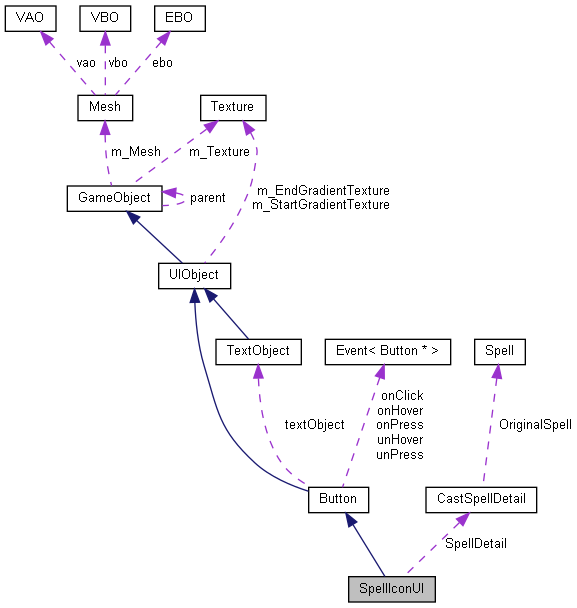 VAO
VBO
EBO
vao
vbo
ebo
Mesh
Texture
m_Mesh
m_Texture
GameObject
parent
m_EndGradientTexture
m_StartGradientTexture
UIObject
TextObject
Event< Button * >
Spell
textObject
onClick
onHover
onPress
unHover
unPress
OriginalSpell
Button
CastSpellDetail
SpellDetail
SpellIconUI